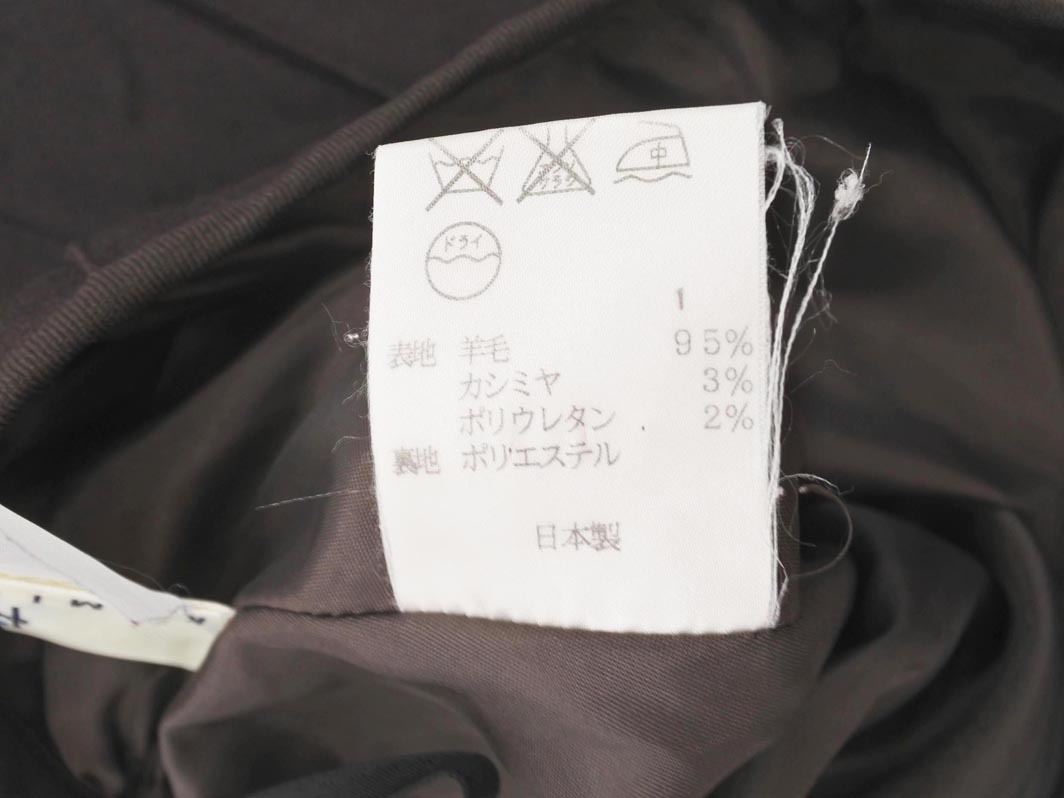 中
ドライ
表地 羊毛 95%
カシミヤ 3%
ポリウレタン 2%
裏地 ポリエステル
日本製